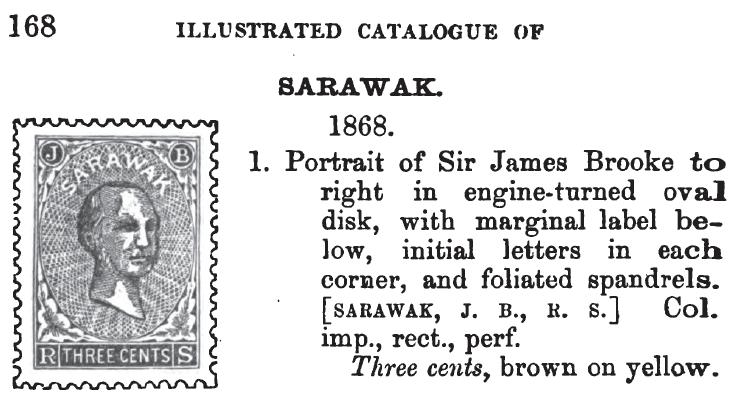 168 ILLUSTRATED CATALOGUE OF
SARAWAK.
1868.
J B
SARAWAK
R THREE CENTS S
1. Portrait of Sir James Brooke to
right in engine-turned oval
disk, with marginal label be-
low, initial letters in each
corner, and foliated spandrels.
[SARAWAK, J. B., R. S.] Col.
imp., rect., perf.
Three cents, brown on yellow.